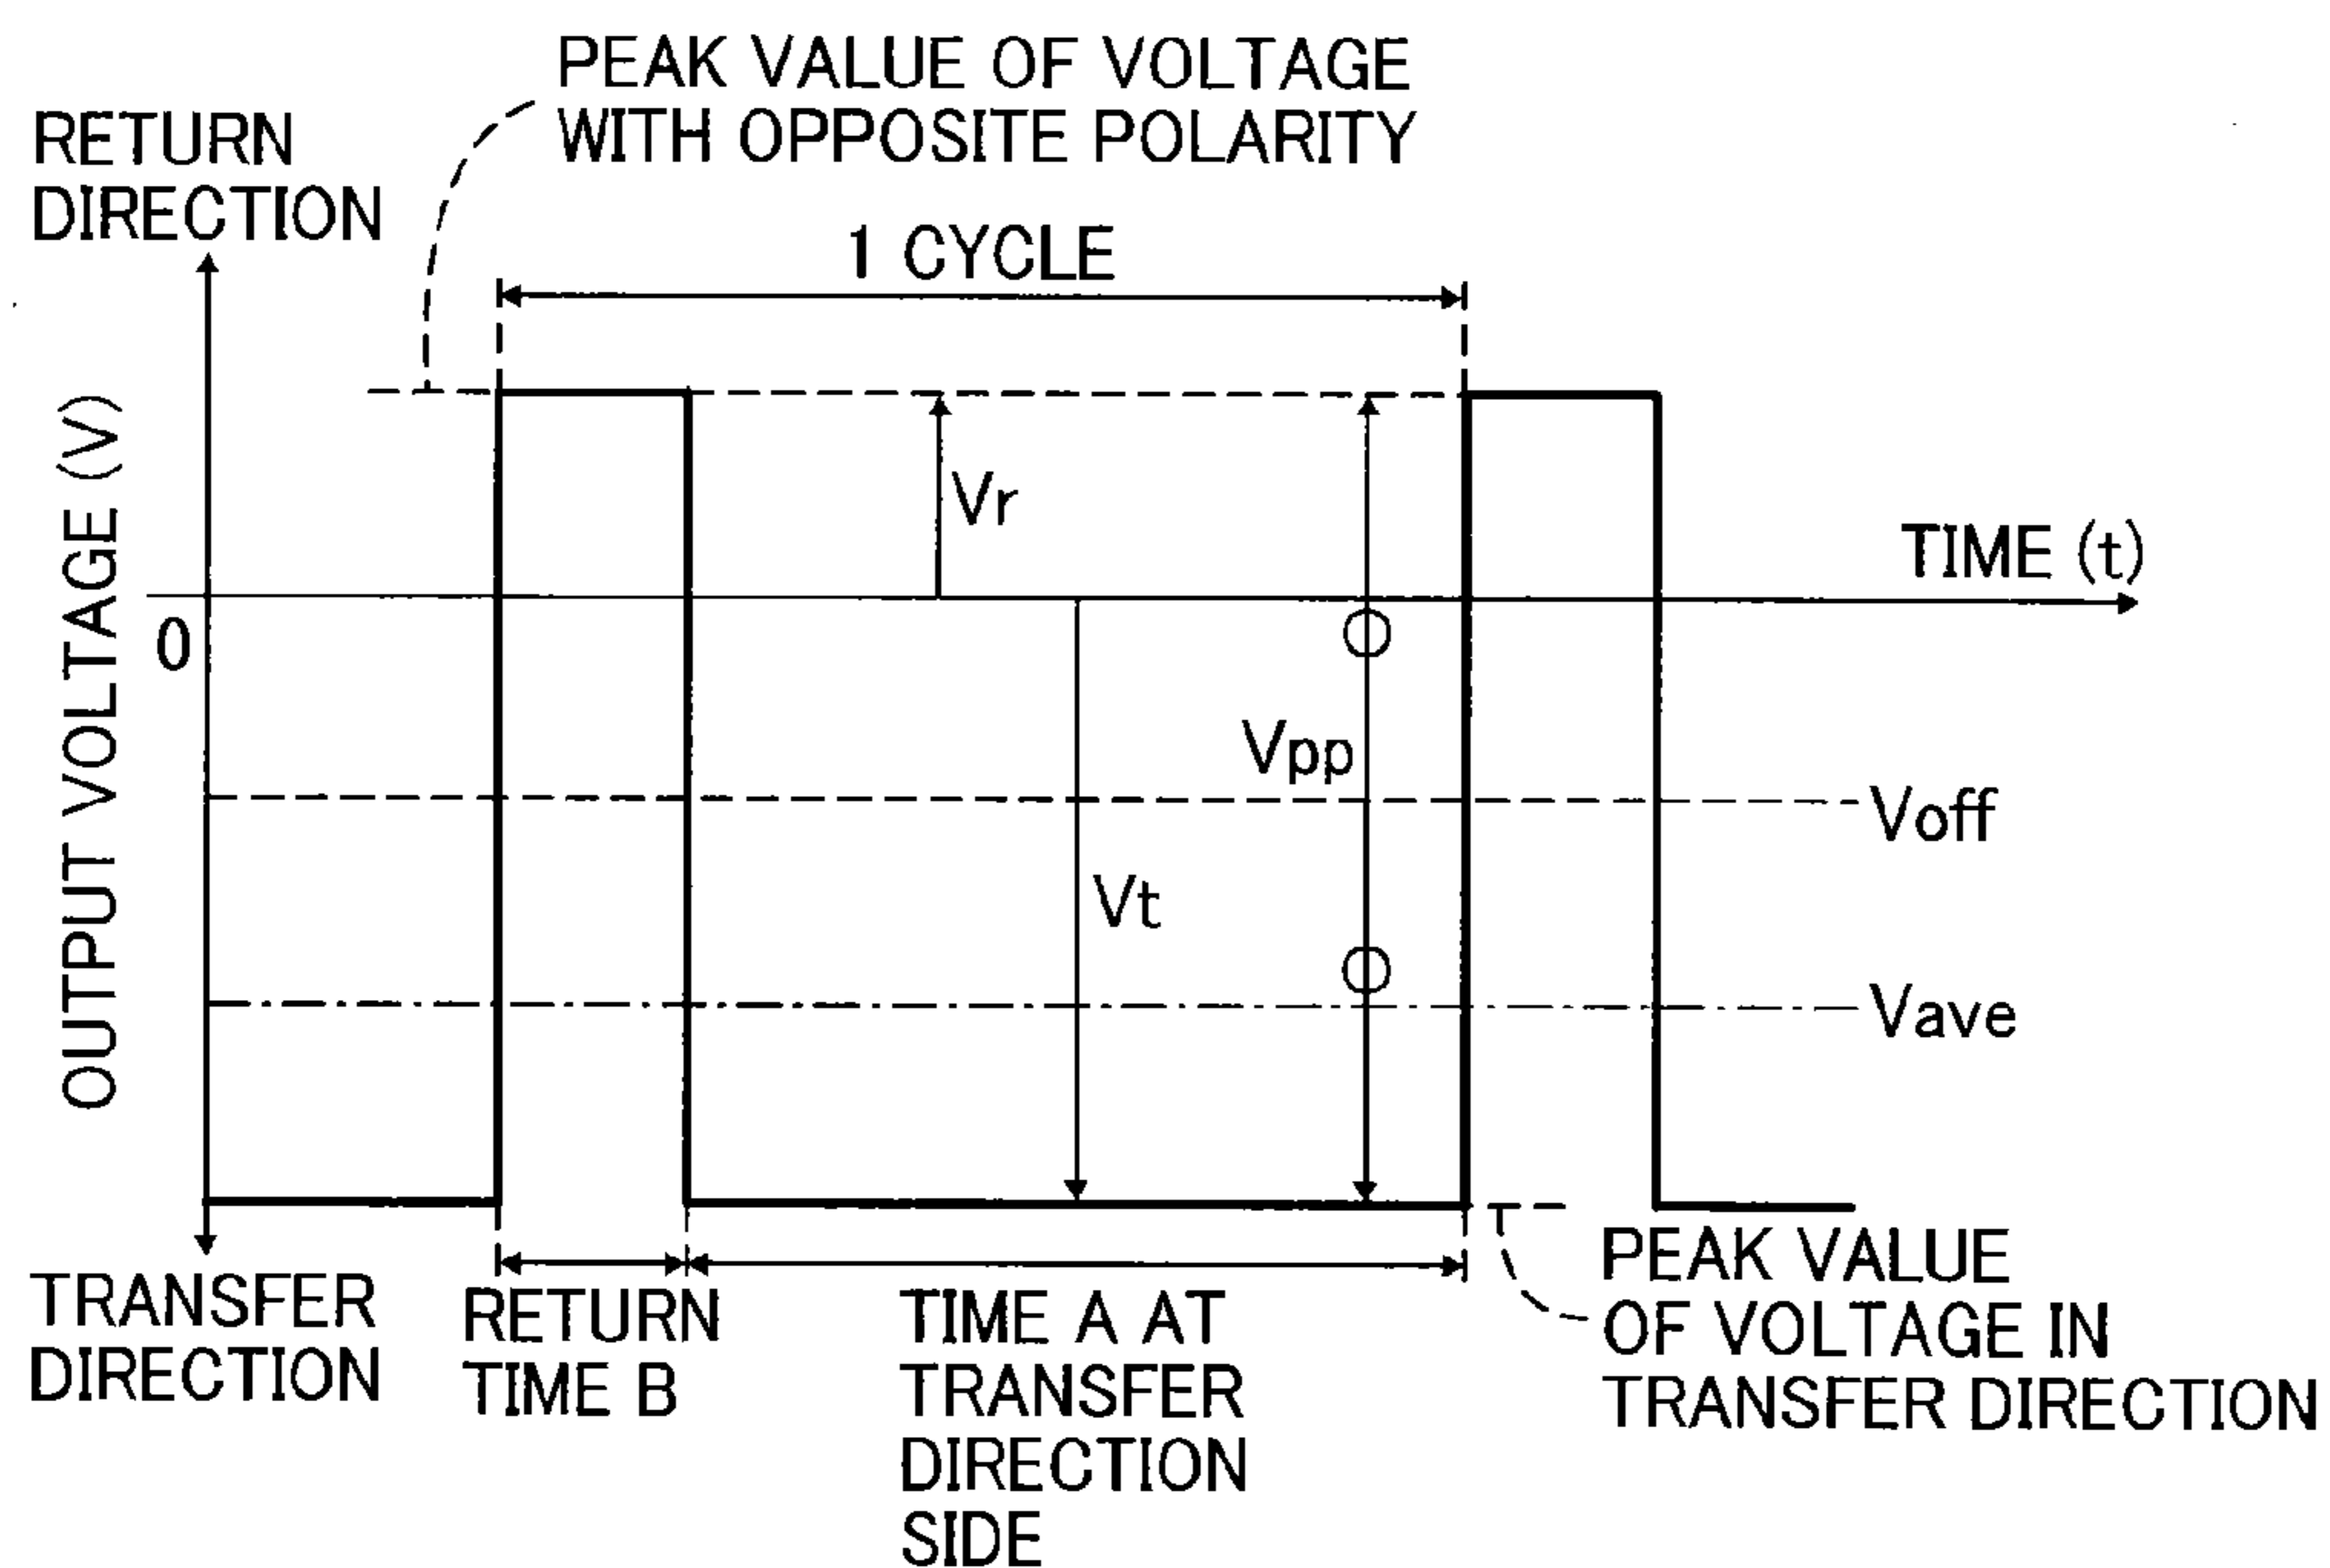 PEAK VALUE OF VOLTAGE
WITH OPPOSITE POLARITY
RETURN
DIRECTION
1 CYCLE
OUTPUT VOLTAGE (V)
Vr
TIME (t)
0
Vpp
Voff
Vt
Vave
TRANSFER
DIRECTION
RETURN
TIME B
TIME A AT
TRANSFER
DIRECTION
SIDE
PEAK VALUE
OF VOLTAGE IN
TRANSFER DIRECTION